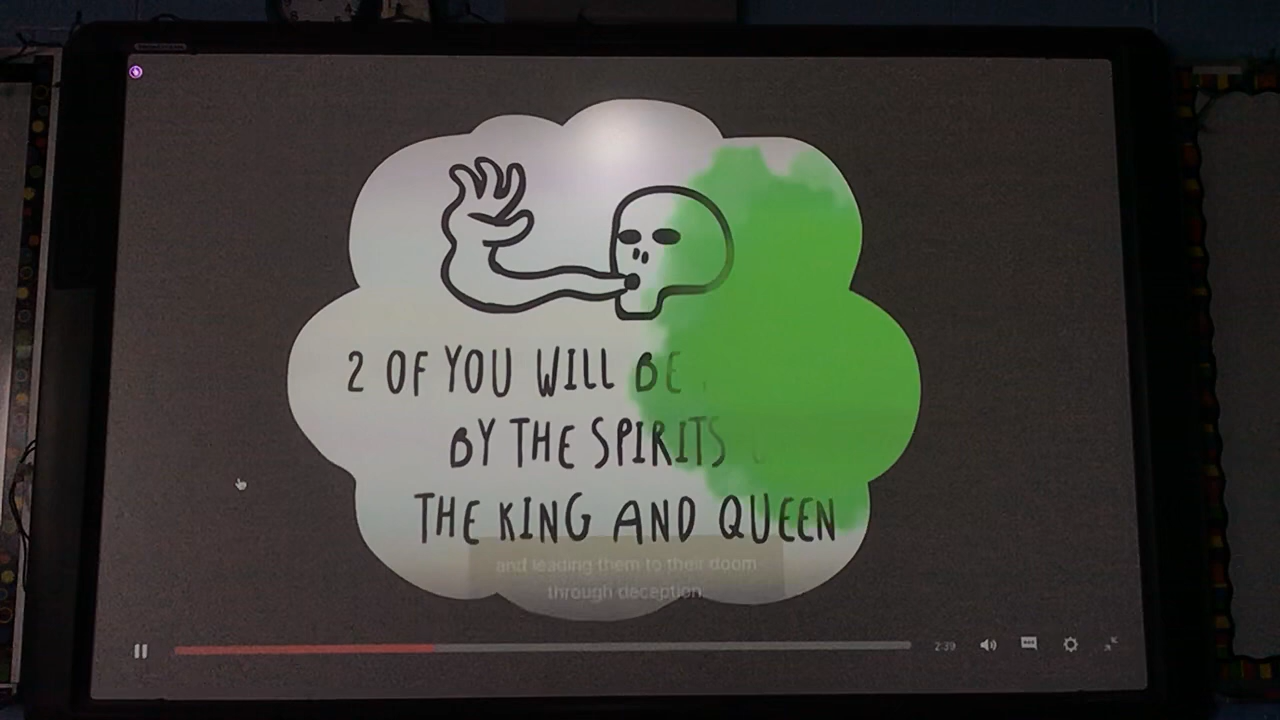 2 OF YOU WILL BE
BY THE SPIRITS
THE KING AND QUEEN
and leading them to their doom
through deception
2:39